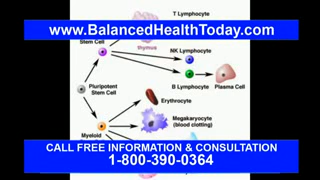 www.BalancedHealthToday.com
T Lymphocyte
Stem Cell
thymus
NK Lymphocyte
Pluripotent
Stem Cell
B Lymphocyte
Plasma Cell
Erythrocyte
Megakaryocyte
(blood clotting)
Myeloid
CALL FREE INFORMATION & CONSULTATION
1-800-390-0364